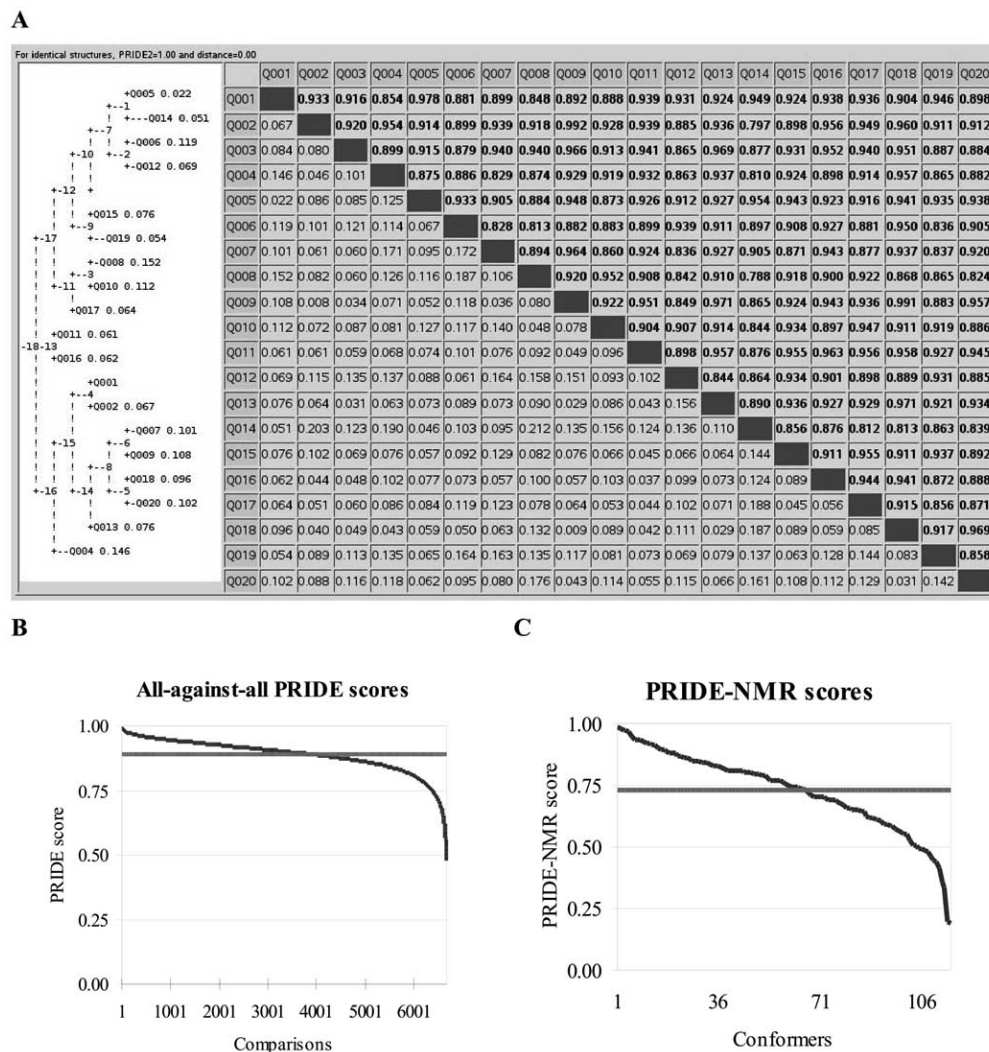 A
For identical structures, PRIDE2=1.00 and distance=0.00
+Q005 0.022
+--1
! +---Q014 0.051
+--7
! ! +-Q006 0.119
+-10 +--2
! ! +-Q012 0.069
! !
+-12 +
! ! +Q015 0.076
! +--9
+-17 +--Q019 0.054
! !
! ! +-Q008 0.152
! ! +--3
! +-11 +Q010 0.112
! !
! +Q017 0.064
!
! +Q011 0.061
-18-13
! +Q016 0.062
!
! +Q001
! +--4
! ! +Q002 0.067
! !
! ! +-Q007 0.101
! +-15 +--6
! ! ! ! +Q009 0.108
! ! ! +--8
! ! ! ! ! +Q018 0.096
+-16 +-14 +--5
! ! +-Q020 0.102
! !
! +Q013 0.076
!
+--Q004 0.146
Q001 Q002 Q003 Q004 Q005 Q006 Q007 Q008 Q009 Q010 Q011 Q012 Q013 Q014 Q015 Q016 Q017 Q018 Q019 Q020
Q001 0.933 0.916 0.854 0.978 0.881 0.899 0.848 0.892 0.888 0.939 0.931 0.924 0.949 0.924 0.938 0.936 0.904 0.946 0.898
Q002 0.067 0.920 0.954 0.914 0.899 0.939 0.918 0.992 0.928 0.939 0.885 0.936 0.797 0.898 0.956 0.949 0.960 0.911 0.912
Q003 0.084 0.080 0.899 0.915 0.879 0.940 0.940 0.966 0.913 0.941 0.865 0.969 0.877 0.931 0.952 0.940 0.951 0.887 0.884
Q004 0.146 0.046 0.101 0.875 0.886 0.829 0.874 0.929 0.919 0.932 0.863 0.937 0.810 0.924 0.898 0.914 0.957 0.865 0.882
Q005 0.022 0.086 0.085 0.125 0.933 0.905 0.884 0.948 0.873 0.926 0.912 0.927 0.954 0.943 0.923 0.916 0.941 0.935 0.938
Q006 0.119 0.101 0.121 0.114 0.067 0.828 0.813 0.882 0.883 0.899 0.939 0.911 0.897 0.908 0.927 0.881 0.950 0.836 0.905
Q007 0.101 0.061 0.060 0.171 0.095 0.172 0.894 0.964 0.860 0.924 0.836 0.927 0.905 0.871 0.943 0.877 0.937 0.837 0.920
Q008 0.152 0.082 0.060 0.126 0.116 0.187 0.106 0.920 0.952 0.908 0.842 0.910 0.788 0.918 0.900 0.922 0.868 0.865 0.824
Q009 0.108 0.008 0.034 0.071 0.052 0.118 0.036 0.080 0.922 0.951 0.849 0.971 0.865 0.924 0.943 0.936 0.991 0.883 0.957
Q010 0.112 0.072 0.087 0.081 0.127 0.117 0.140 0.048 0.078 0.904 0.907 0.914 0.844 0.934 0.897 0.947 0.911 0.919 0.886
Q011 0.061 0.061 0.059 0.068 0.074 0.101 0.076 0.092 0.049 0.096 0.898 0.957 0.876 0.955 0.963 0.956 0.958 0.927 0.945
Q012 0.069 0.115 0.135 0.137 0.088 0.061 0.164 0.158 0.151 0.093 0.102 0.844 0.864 0.934 0.901 0.898 0.889 0.931 0.885
Q013 0.076 0.064 0.031 0.063 0.073 0.089 0.073 0.090 0.029 0.086 0.043 0.156 0.890 0.936 0.927 0.929 0.971 0.921 0.934
Q014 0.051 0.203 0.123 0.190 0.046 0.103 0.095 0.212 0.135 0.156 0.124 0.136 0.110 0.856 0.876 0.812 0.813 0.863 0.839
Q015 0.076 0.102 0.069 0.076 0.057 0.092 0.129 0.082 0.076 0.066 0.045 0.066 0.064 0.144 0.911 0.955 0.911 0.937 0.892
Q016 0.062 0.044 0.048 0.102 0.077 0.073 0.057 0.100 0.057 0.103 0.037 0.099 0.073 0.124 0.089 0.944 0.941 0.872 0.888
Q017 0.064 0.051 0.060 0.086 0.084 0.119 0.123 0.078 0.064 0.053 0.044 0.102 0.071 0.188 0.045 0.056 0.915 0.856 0.871
Q018 0.096 0.040 0.049 0.043 0.059 0.050 0.063 0.132 0.009 0.089 0.042 0.111 0.029 0.187 0.089 0.059 0.085 0.917 0.969
Q019 0.054 0.089 0.113 0.135 0.065 0.164 0.163 0.135 0.117 0.081 0.073 0.069 0.079 0.137 0.063 0.128 0.144 0.083 0.858
Q020 0.102 0.088 0.116 0.118 0.062 0.095 0.080 0.176 0.043 0.114 0.055 0.115 0.066 0.161 0.108 0.112 0.129 0.031 0.142
B
All-against-all PRIDE scores
PRIDE score
1.00
0.75
0.50
0.25
0.00
1 1001 2001 3001 4001 5001 6001
Comparisons
C
PRIDE-NMR scores
PRIDE-NMR score
1.00
0.75
0.50
0.25
0.00
1 36 71 106
Conformers